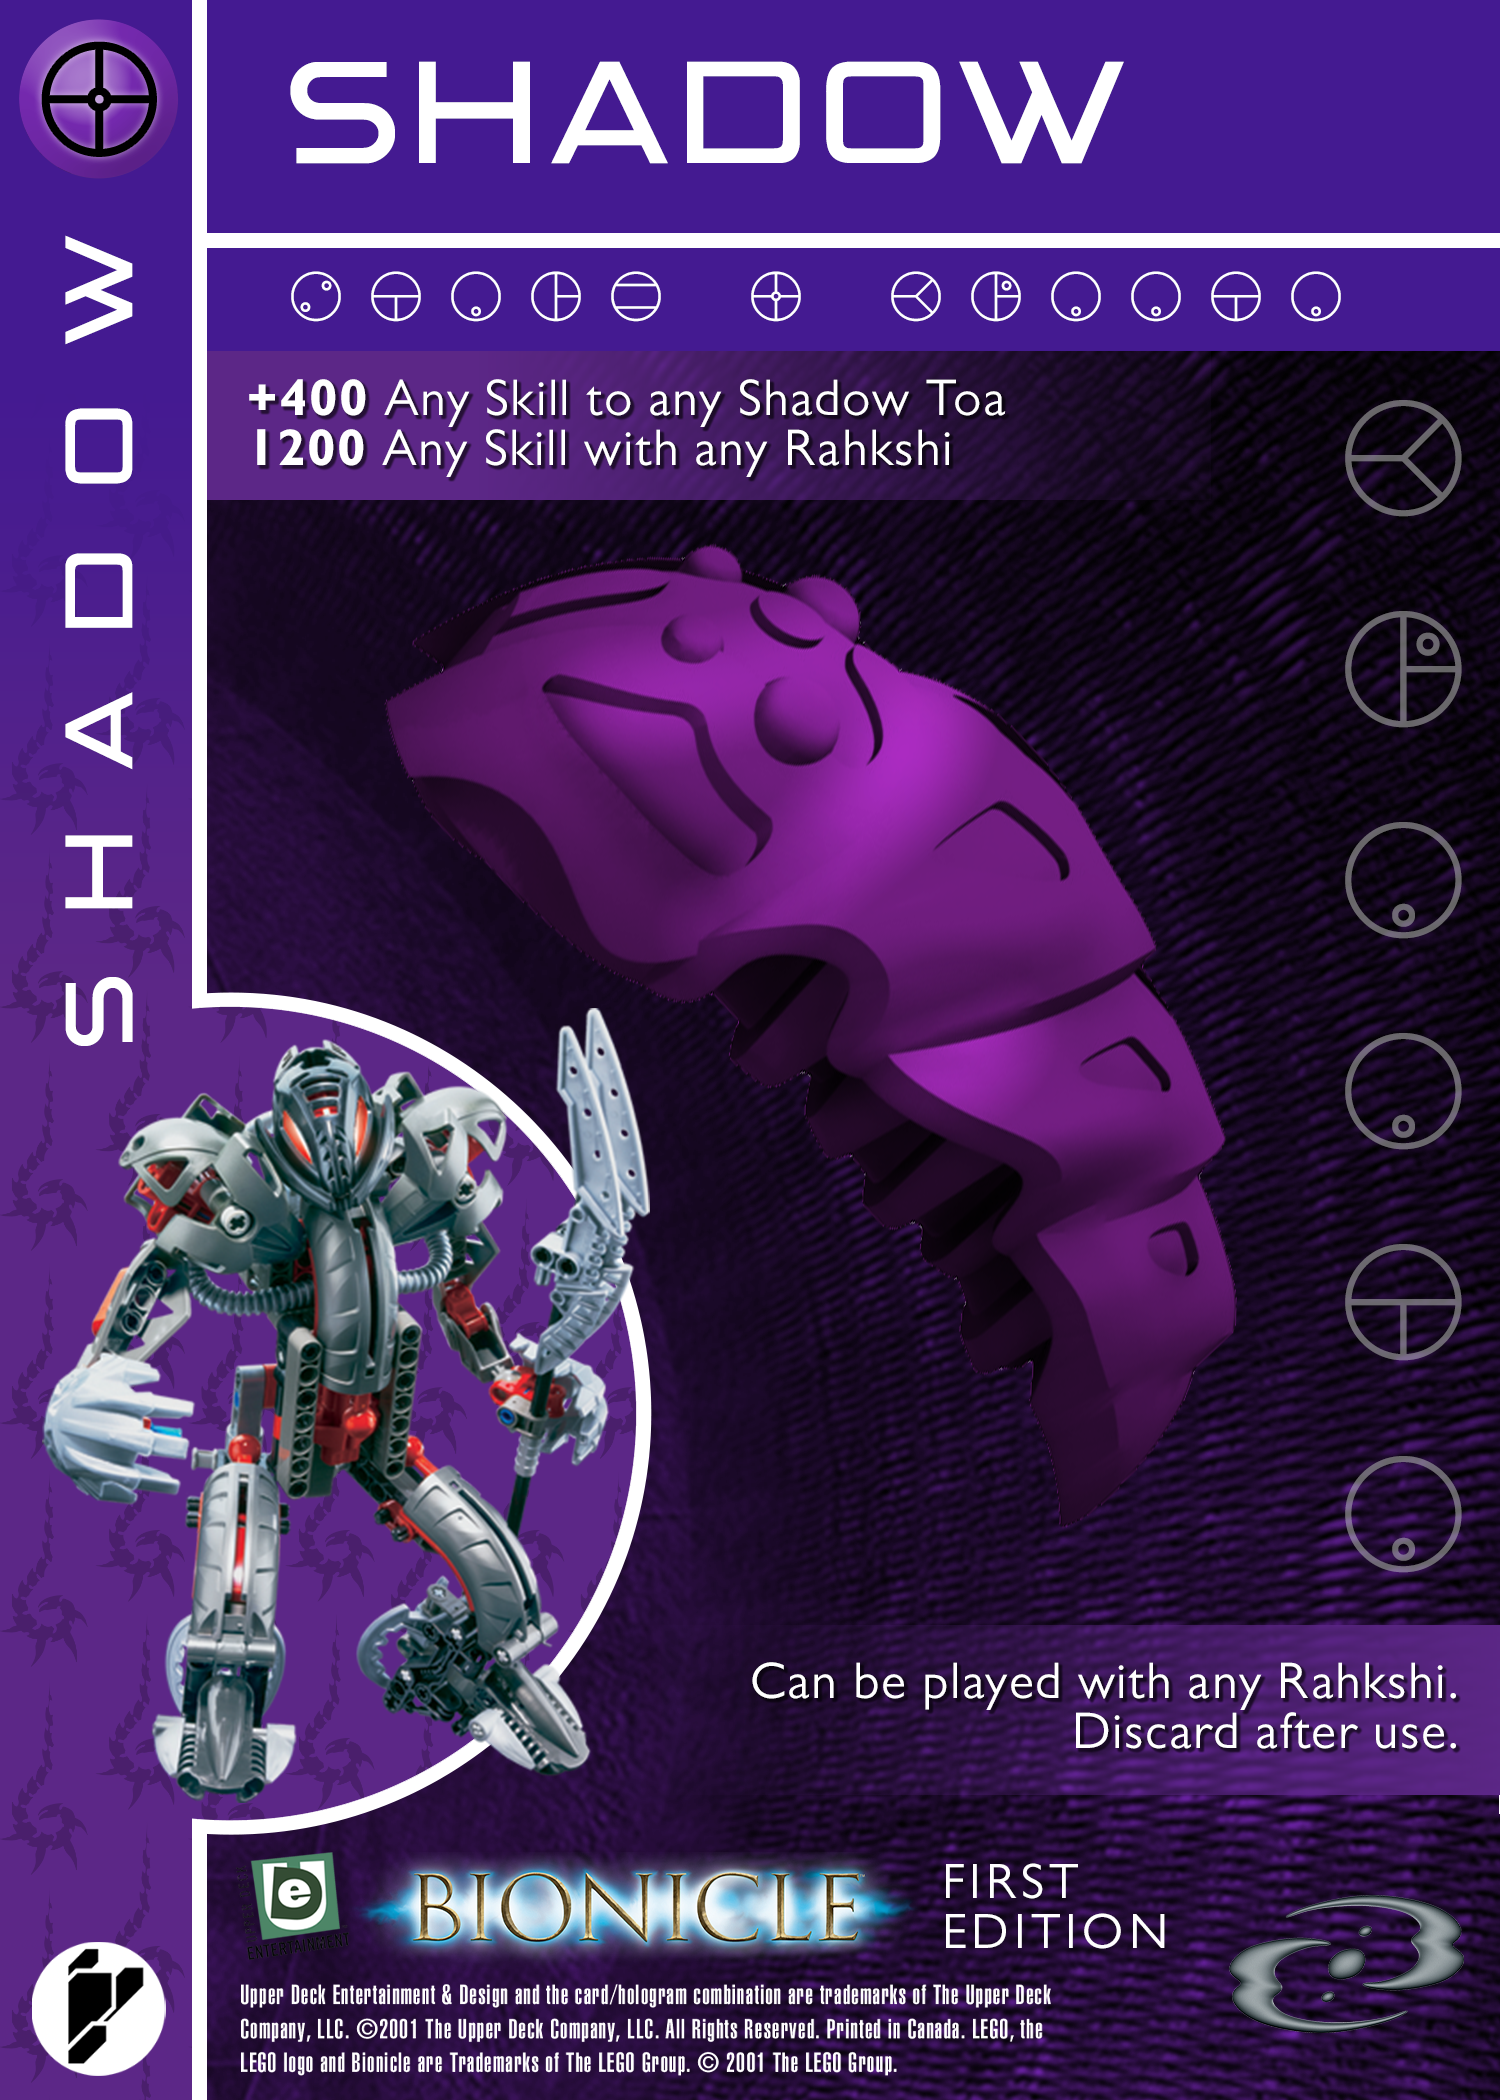 SHADOW
SHADOW
+400 Any Skill to any Shadow Toa
1200 Any Skill with any Rahkshi
Can be played with any Rahkshi.
Discard after use.
e
ENTERTAINMENT
BIONICLE
FIRST
EDITION
Upper Deck Entertainment & Design and the card/hologram combination are trademarks of The Upper Deck
Company, LLC. ©2001 The Upper Deck Company, LLC. All Rights Reserved. Printed in Canada. LEGO, the
LEGO logo and Bionicle are Trademarks of The LEGO Group. © 2001 The LEGO Group.